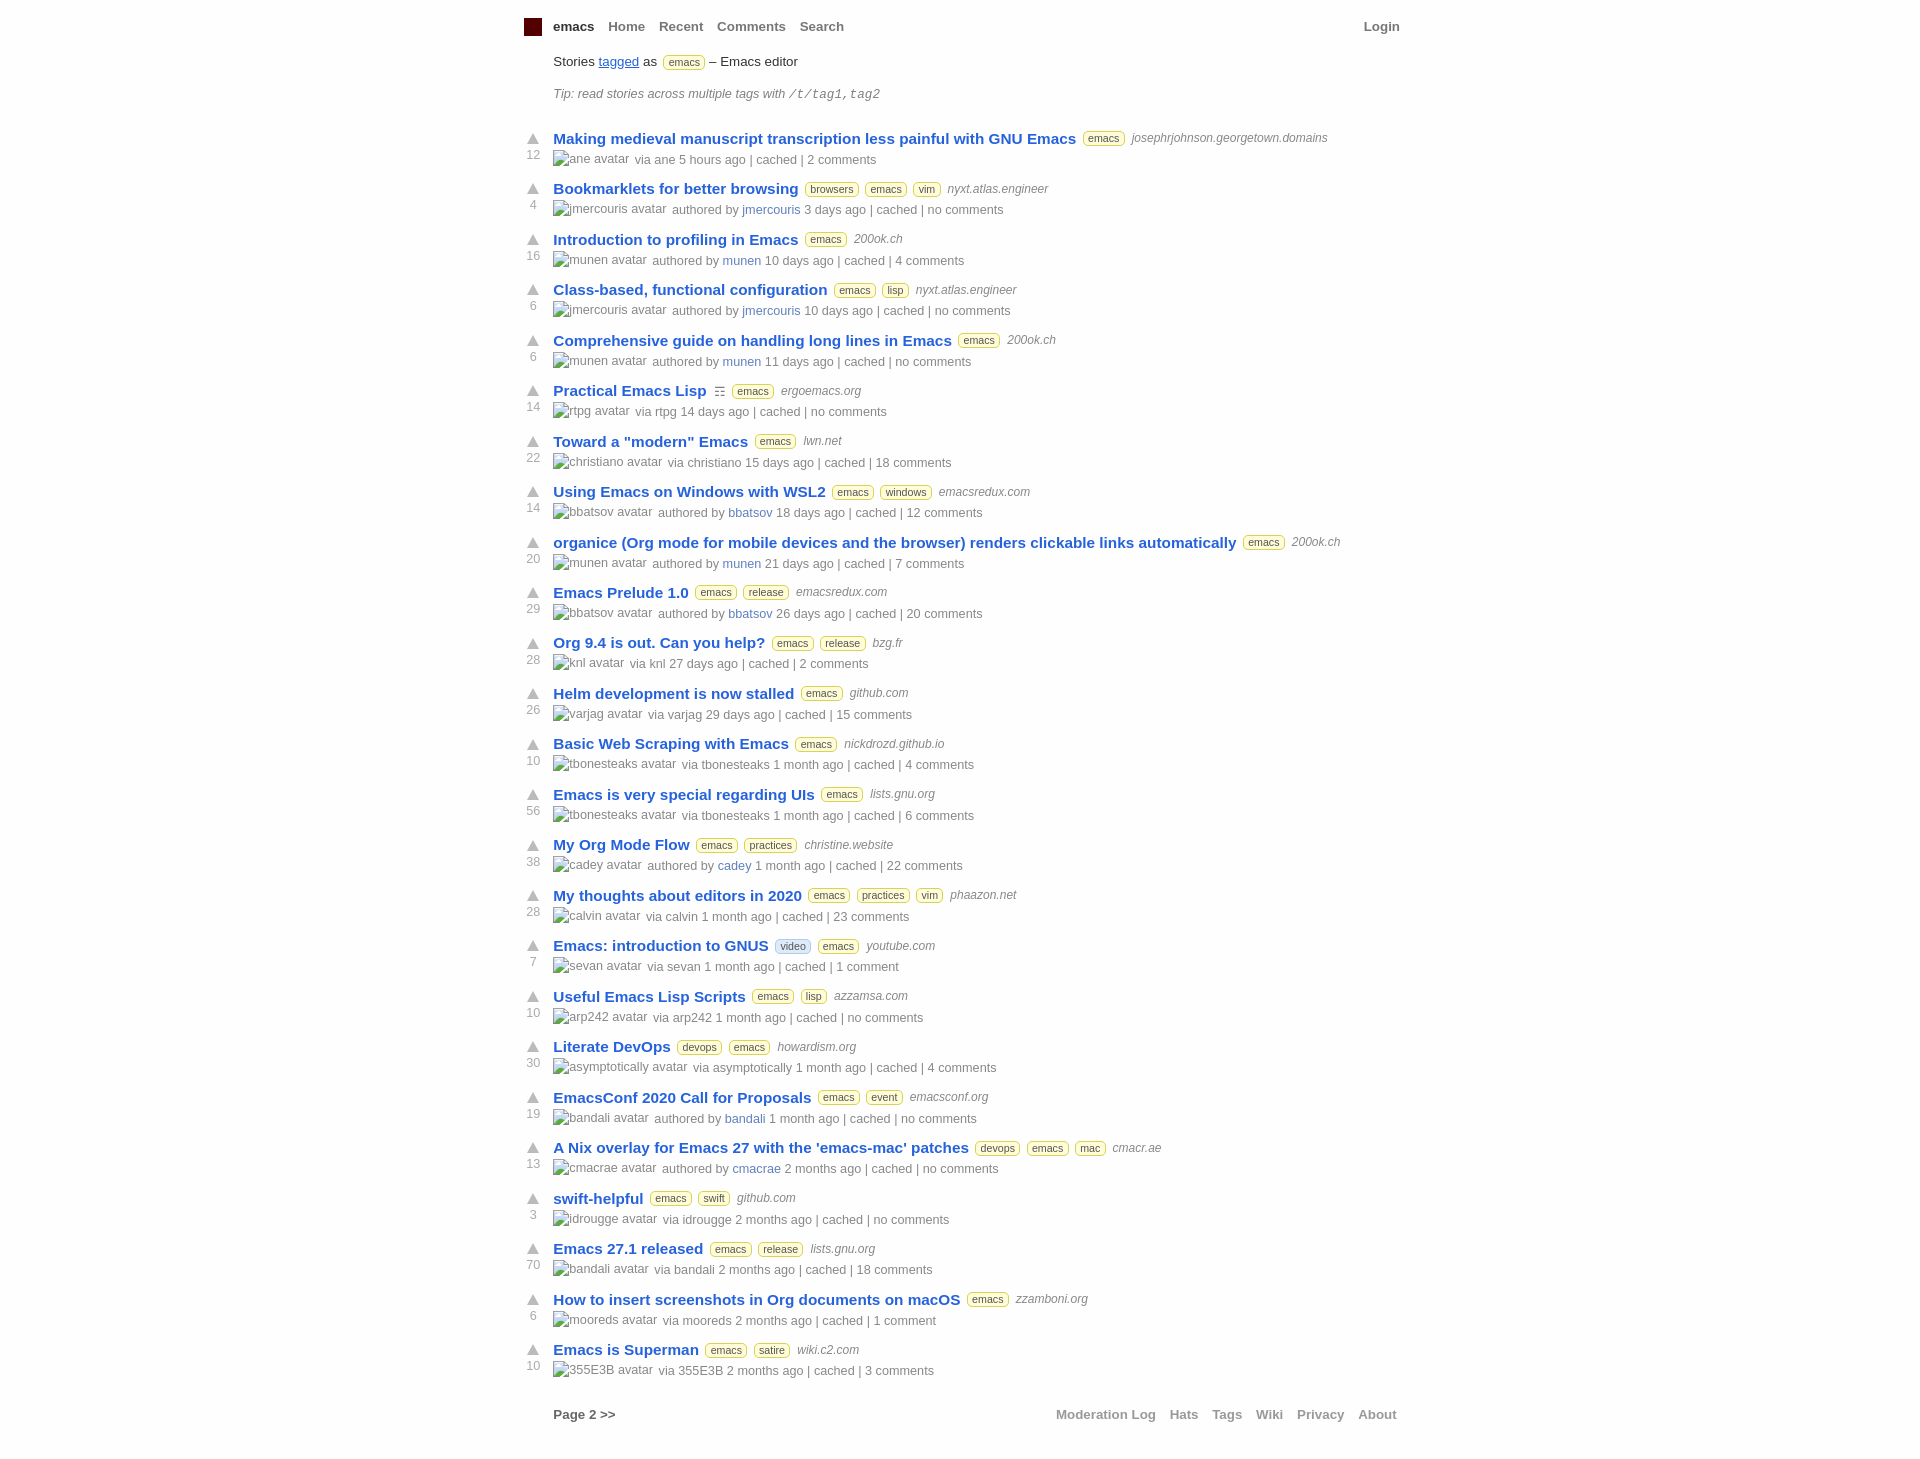 emacs Home Recent Comments Search Login
Stories tagged as emacs – Emacs editor
Tip: read stories across multiple tags with /t/tag1,tag2
Making medieval manuscript transcription less painful with GNU Emacs emacs josephrjohnson.georgetown.domains
12 ane avatar via ane 5 hours ago | cached | 2 comments
Bookmarklets for better browsing browsers emacs vim nyxt.atlas.engineer
4 jmercouris avatar authored by jmercouris 3 days ago | cached | no comments
Introduction to profiling in Emacs emacs 200ok.ch
16 munen avatar authored by munen 10 days ago | cached | 4 comments
Class-based, functional configuration emacs lisp nyxt.atlas.engineer
6 jmercouris avatar authored by jmercouris 10 days ago | cached | no comments
Comprehensive guide on handling long lines in Emacs emacs 200ok.ch
6 munen avatar authored by munen 11 days ago | cached | no comments
Practical Emacs Lisp ☶ emacs ergoemacs.org
14 rtpg avatar via rtpg 14 days ago | cached | no comments
Toward a "modern" Emacs emacs lwn.net
22 christiano avatar via christiano 15 days ago | cached | 18 comments
Using Emacs on Windows with WSL2 emacs windows emacsredux.com
14 bbatsov avatar authored by bbatsov 18 days ago | cached | 12 comments
organice (Org mode for mobile devices and the browser) renders clickable links automatically emacs 200ok.ch
20 munen avatar authored by munen 21 days ago | cached | 7 comments
Emacs Prelude 1.0 emacs release emacsredux.com
29 bbatsov avatar authored by bbatsov 26 days ago | cached | 20 comments
Org 9.4 is out. Can you help? emacs release bzg.fr
28 knl avatar via knl 27 days ago | cached | 2 comments
Helm development is now stalled emacs github.com
26 varjag avatar via varjag 29 days ago | cached | 15 comments
Basic Web Scraping with Emacs emacs nickdrozd.github.io
10 tbonesteaks avatar via tbonesteaks 1 month ago | cached | 4 comments
Emacs is very special regarding UIs emacs lists.gnu.org
56 tbonesteaks avatar via tbonesteaks 1 month ago | cached | 6 comments
My Org Mode Flow emacs practices christine.website
38 cadey avatar authored by cadey 1 month ago | cached | 22 comments
My thoughts about editors in 2020 emacs practices vim phaazon.net
28 calvin avatar via calvin 1 month ago | cached | 23 comments
Emacs: introduction to GNUS video emacs youtube.com
7 sevan avatar via sevan 1 month ago | cached | 1 comment
Useful Emacs Lisp Scripts emacs lisp azzamsa.com
10 arp242 avatar via arp242 1 month ago | cached | no comments
Literate DevOps devops emacs howardism.org
30 asymptotically avatar via asymptotically 1 month ago | cached | 4 comments
EmacsConf 2020 Call for Proposals emacs event emacsconf.org
19 bandali avatar authored by bandali 1 month ago | cached | no comments
A Nix overlay for Emacs 27 with the 'emacs-mac' patches devops emacs mac cmacr.ae
13 cmacrae avatar authored by cmacrae 2 months ago | cached | no comments
swift-helpful emacs swift github.com
3 idrougge avatar via idrougge 2 months ago | cached | no comments
Emacs 27.1 released emacs release lists.gnu.org
70 bandali avatar via bandali 2 months ago | cached | 18 comments
How to insert screenshots in Org documents on macOS emacs zzamboni.org
6 mooreds avatar via mooreds 2 months ago | cached | 1 comment
Emacs is Superman emacs satire wiki.c2.com
10 355E3B avatar via 355E3B 2 months ago | cached | 3 comments
Page 2 >> Moderation Log Hats Tags Wiki Privacy About